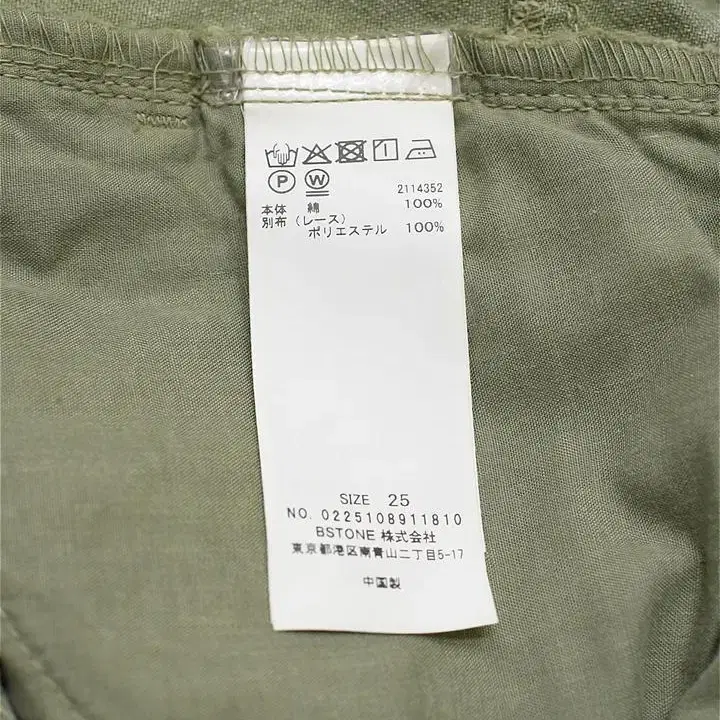 P W
2114352
本体 綿 100%
別布 (レース)
ポリエステル 100%
SIZE 25
NO. 0225108911810
BSTONE 株式会社
東京都港区南青山二丁目5-17
中国製